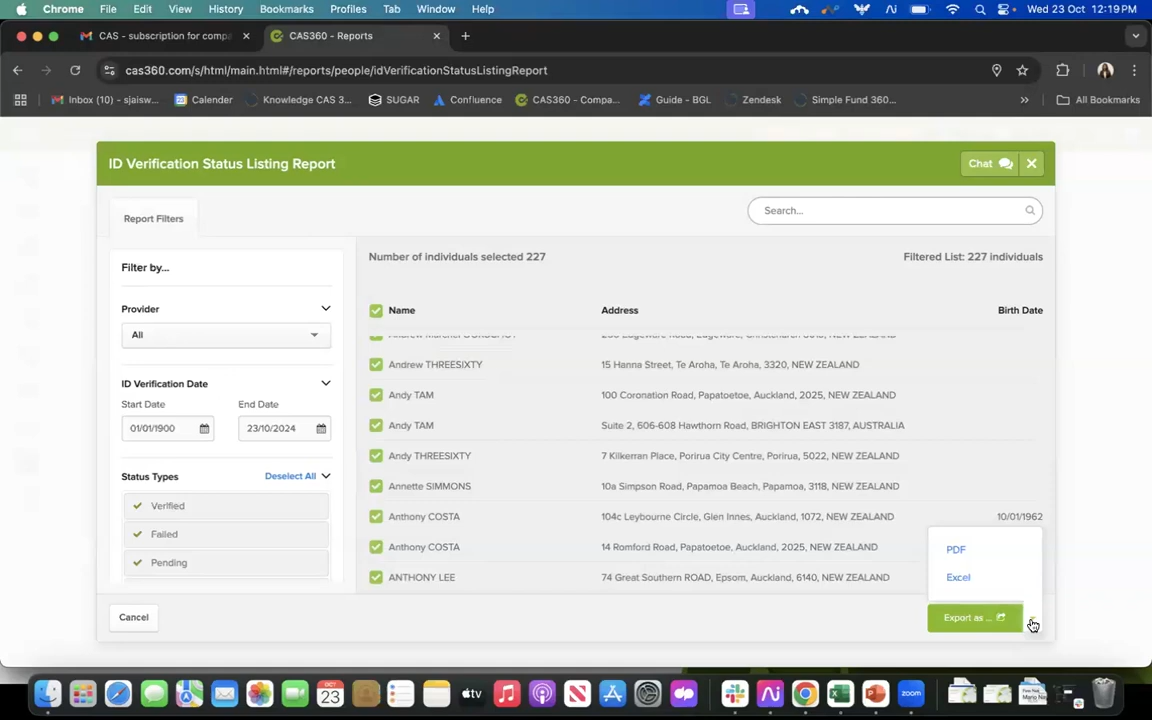 Chrome File Edit View History Bookmarks Profiles Tab Window Help Wed 23 Oct 12:19 PM
CAS - subscription for compa CAS360 - Reports
cas360.com/s/html/main.html#/reports/people/idVerificationStatusListingReport
Inbox (10) - sjaisw... Calender Knowledge CAS 3... SUGAR Confluence CAS360 - Compa... Guide - BGL Zendesk Simple Fund 360... » All Bookmarks
ID Verification Status Listing Report Chat
Report Filters Search...
Filter by... Number of individuals selected 227 Filtered List: 227 individuals
Provider Name Address Birth Date
All
Andrew THREESIXTY 15 Hanna Street, Te Aroha, Te Aroha, 3320, NEW ZEALAND
ID Verification Date
Andy TAM 100 Coronation Road, Papatoetoe, Auckland, 2025, NEW ZEALAND
Start Date End Date
01/01/1900 23/10/2024
Andy TAM Suite 2, 606-608 Hawthorn Road, BRIGHTON EAST 3187, AUSTRALIA
Andy THREESIXTY 7 Kilkerran Place, Porirua City Centre, Porirua, 5022, NEW ZEALAND
Status Types Deselect All
Annette SIMMONS 10a Simpson Road, Papamoa Beach, Papamoa, 3118, NEW ZEALAND
Verified
Anthony COSTA 104c Leybourne Circle, Glen Innes, Auckland, 1072, NEW ZEALAND 10/01/1962
Failed
Anthony COSTA 14 Romford Road, Papatoetoe, Auckland, 2025, NEW ZEALAND
PDF
Pending
ANTHONY LEE 74 Great Southern ROAD, Epsom, Auckland, 6140, NEW ZEALAND
Excel
Cancel Export as ...
OCT
23
tv
zoom